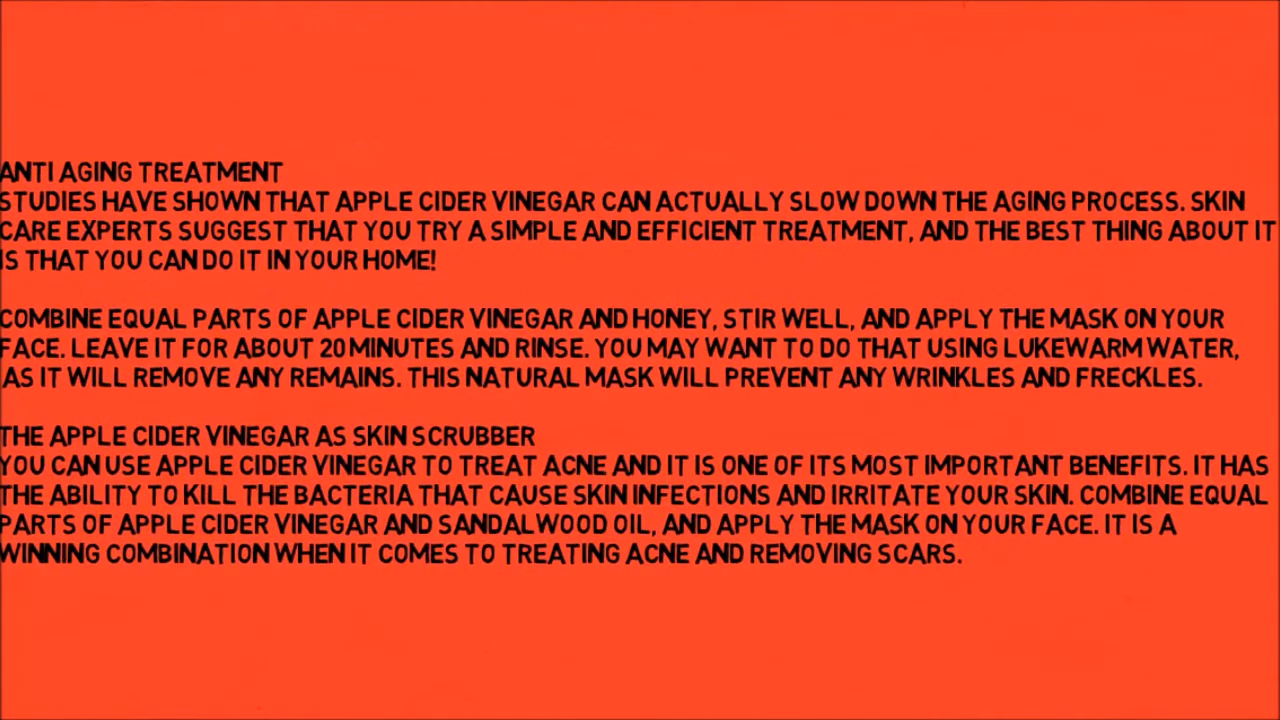 ANTI AGING TREATMENT
STUDIES HAVE SHOWN THAT APPLE CIDER VINEGAR CAN ACTUALLY SLOW DOWN THE AGING PROCESS. SKIN
CARE EXPERTS SUGGEST THAT YOU TRY A SIMPLE AND EFFICIENT TREATMENT, AND THE BEST THING ABOUT IT
IS THAT YOU CAN DO IT IN YOUR HOME!
COMBINE EQUAL PARTS OF APPLE CIDER VINEGAR AND HONEY, STIR WELL, AND APPLY THE MASK ON YOUR
FACE. LEAVE IT FOR ABOUT 20 MINUTES AND RINSE. YOU MAY WANT TO DO THAT USING LUKEWARM WATER,
AS IT WILL REMOVE ANY REMAINS. THIS NATURAL MASK WILL PREVENT ANY WRINKLES AND FRECKLES.
THE APPLE CIDER VINEGAR AS SKIN SCRUBBER
YOU CAN USE APPLE CIDER VINEGAR TO TREAT ACNE AND IT IS ONE OF ITS MOST IMPORTANT BENEFITS. IT HAS
THE ABILITY TO KILL THE BACTERIA THAT CAUSE SKIN INFECTIONS AND IRRITATE YOUR SKIN. COMBINE EQUAL
PARTS OF APPLE CIDER VINEGAR AND SANDALWOOD OIL, AND APPLY THE MASK ON YOUR FACE. IT IS A
WINNING COMBINATION WHEN IT COMES TO TREATING ACNE AND REMOVING SCARS.